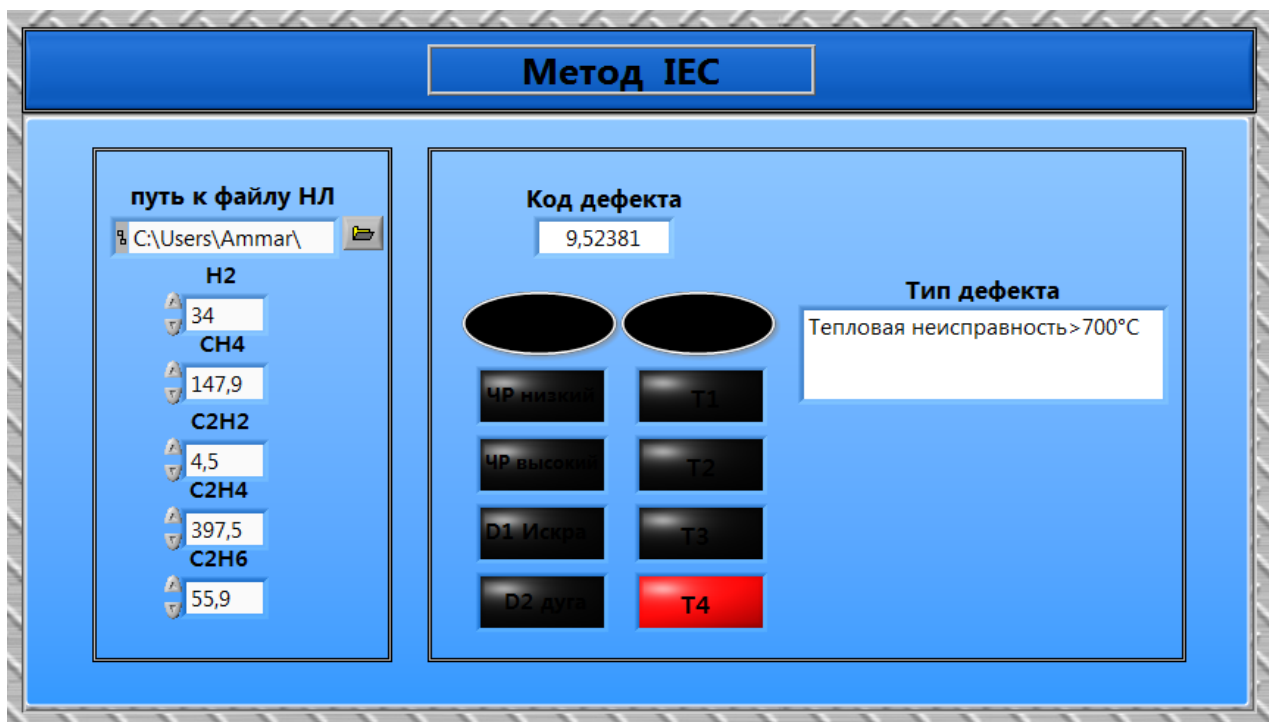 Метод IEC
путь к файлу НЛ
C:\Users\Ammar\
H2
34
CH4
147,9
C2H2
4,5
C2H4
397,5
C2H6
55,9
Код дефекта
9,52381
ЧР низкий
T1
ЧР высокий
T2
D1 Искра
T3
D2 дуга
T4
Тип дефекта
Тепловая неисправность>700°C